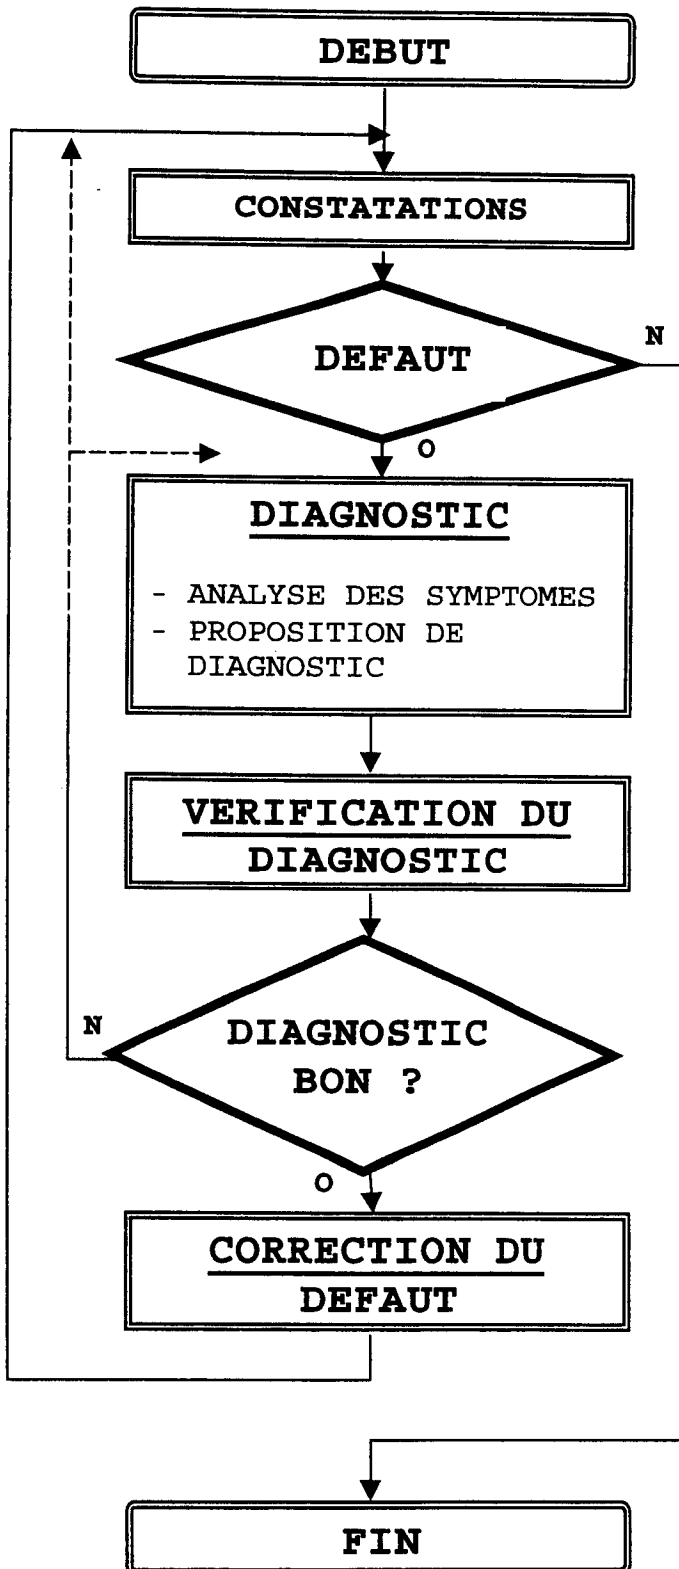 DEBUT
CONSTATATIONS
DEFAUT
N
O
DIAGNOSTIC
- ANALYSE DES SYMPTOMES
- PROPOSITION DE
DIAGNOSTIC
VERIFICATION DU
DIAGNOSTIC
N
DIAGNOSTIC
BON ?
O
CORRECTION DU
DEFAUT
FIN